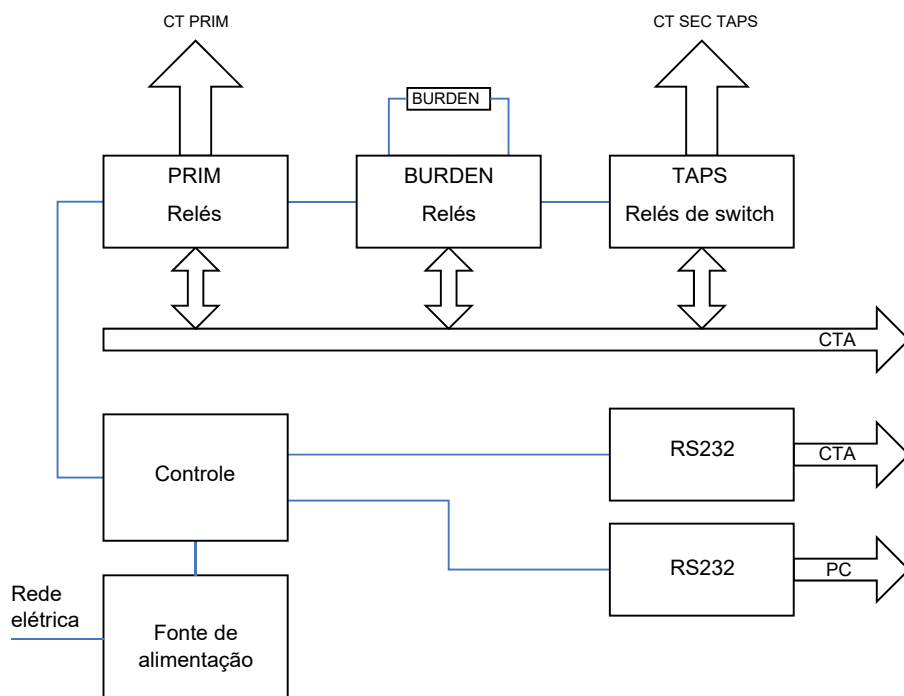 CT PRIM
CT SEC TAPS
BURDEN
PRIM
Relés
BURDEN
Relés
TAPS
Relés de switch
CTA
Controle
RS232
CTA
RS232
PC
Rede
elétrica
Fonte de
alimentação